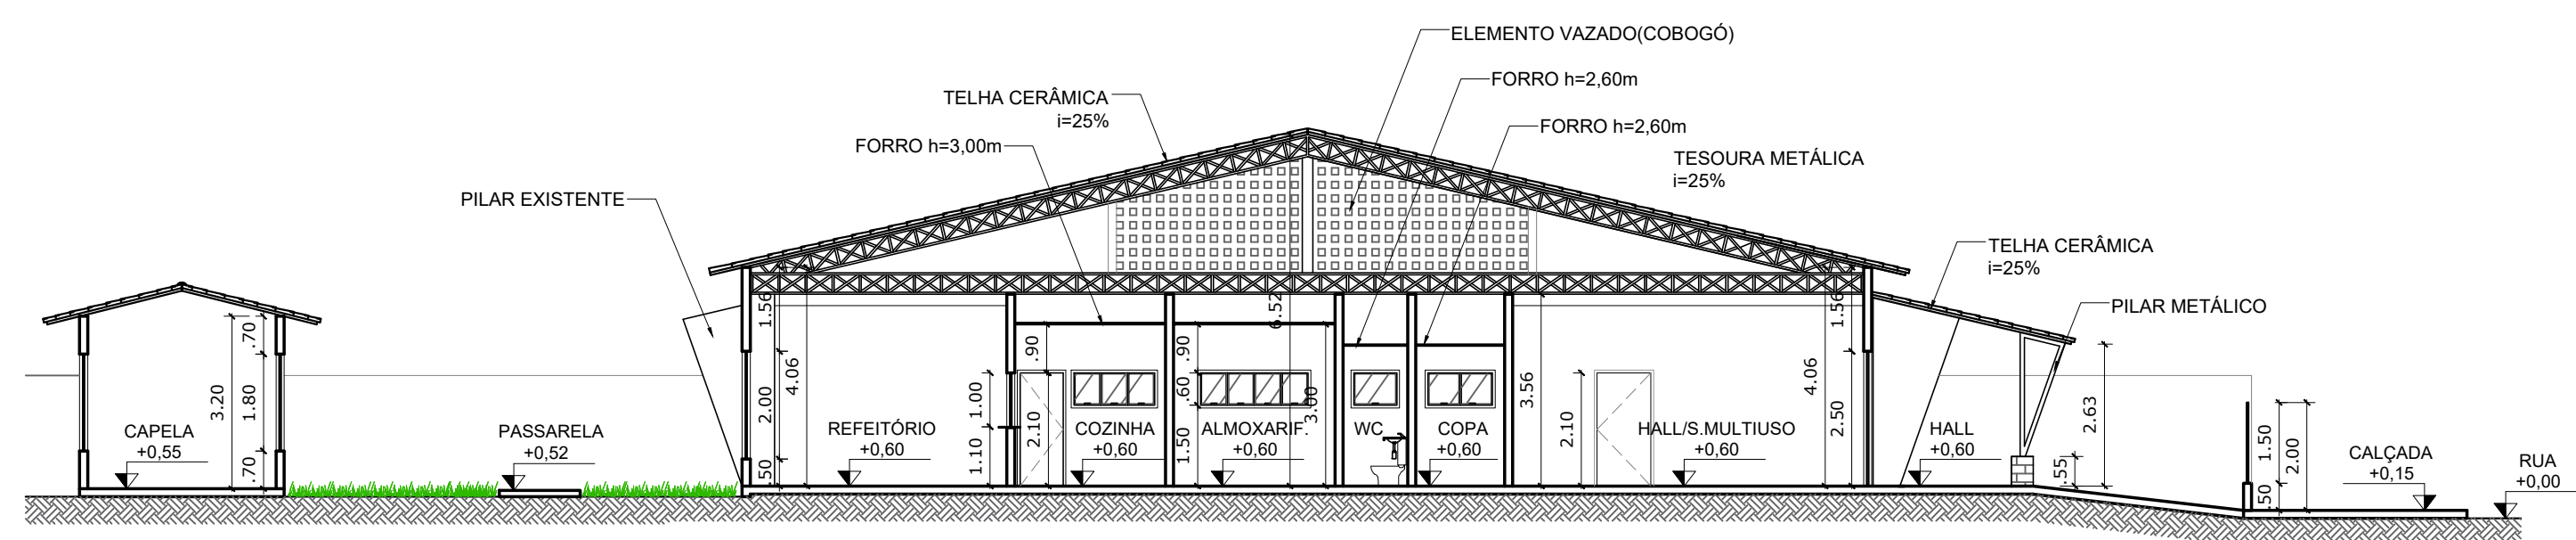 ELEMENTO VAZADO(COBOGÓ)
FORRO h=2,60m
TELHA CERÂMICA
i=25%
FORRO h=2,60m
FORRO h=3,00m
TESOURA METÁLICA
i=25%
PILAR EXISTENTE
TELHA CERÂMICA
i=25%
PILAR METÁLICO
.70
3.20
1.80
.70
CAPELA
+0,55
PASSARELA
+0,52
1.56
4.06
2.00
.50
REFEITÓRIO
+0,60
1.00
1.10
.90
2.10
COZINHA
+0,60
.90
.60
1.50
ALMOXARIF.
+0,60
6.52
3.00
WC
COPA
+0,60
3.56
2.10
HALL/S.MULTIUSO
+0,60
1.56
4.06
2.50
HALL
+0,60
.55
2.63
1.50
2.00
.50
CALÇADA
+0,15
RUA
+0,00